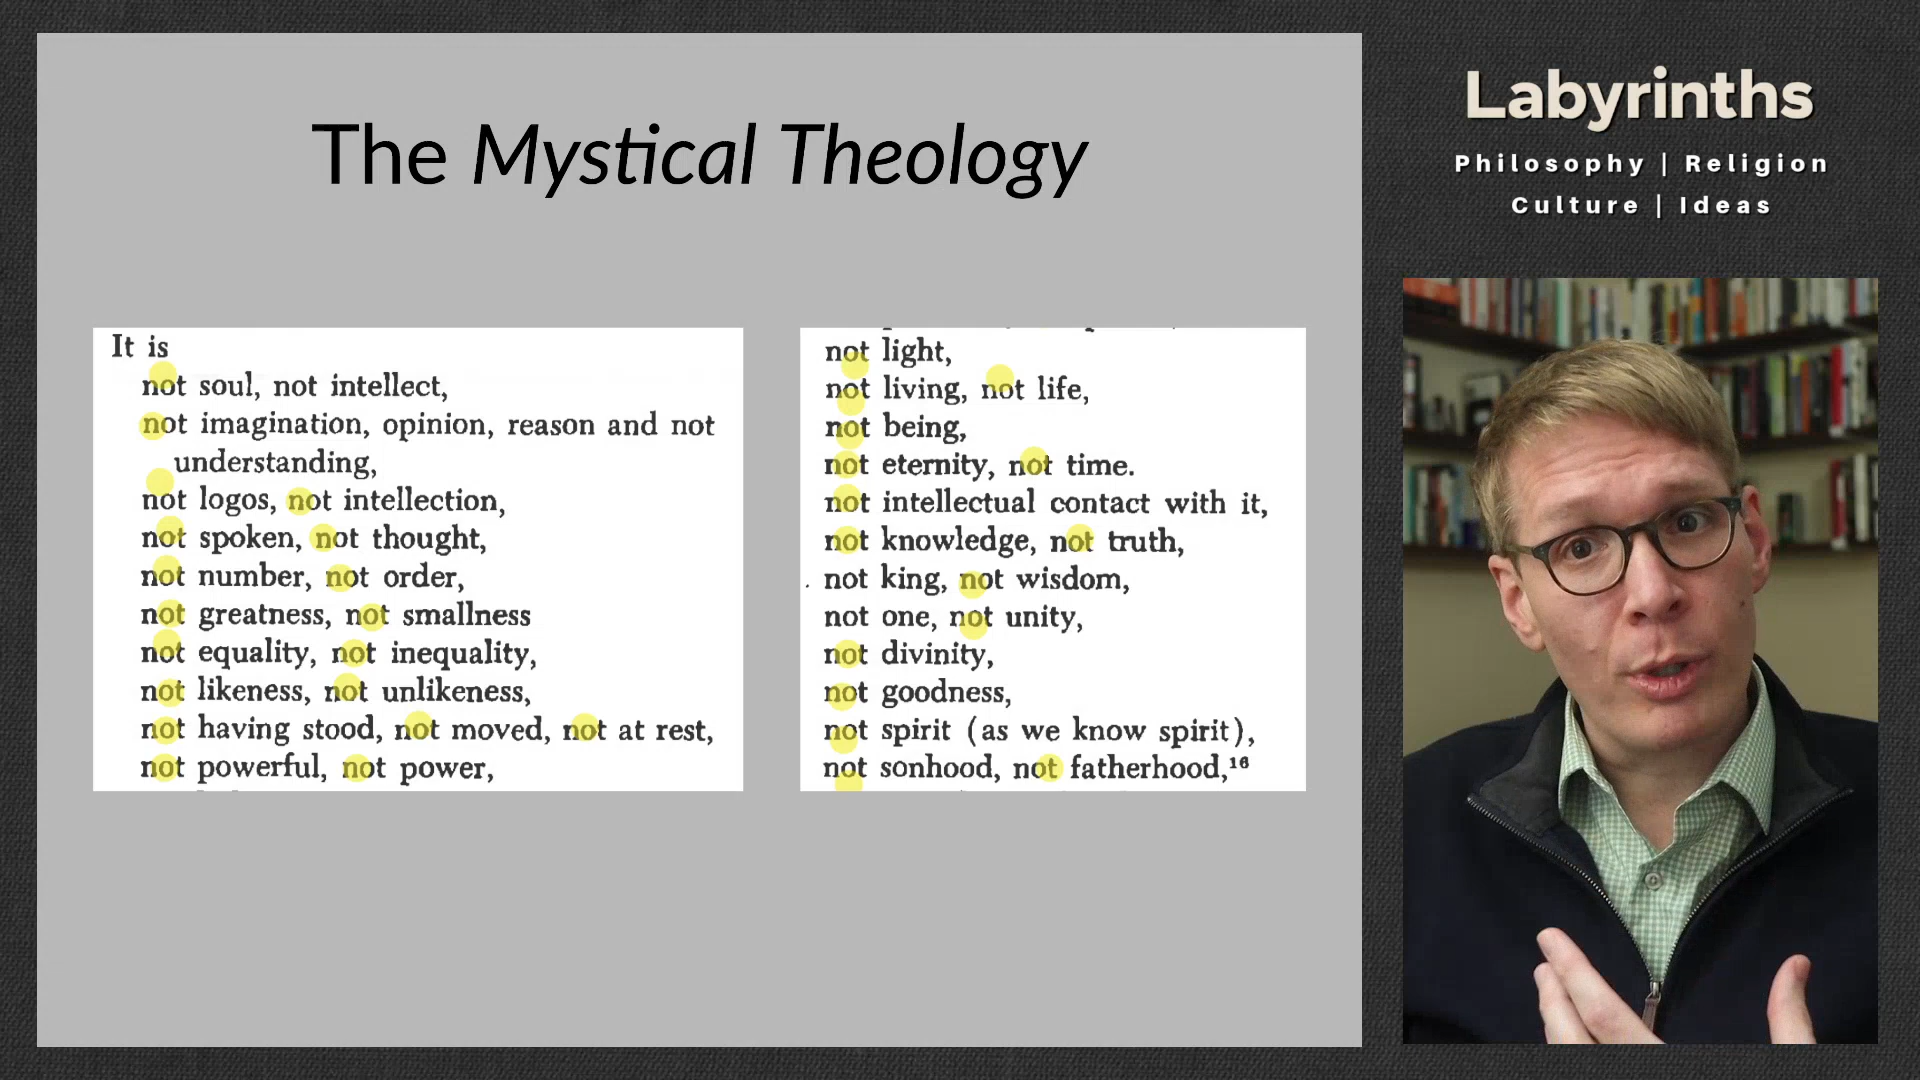 The Mystical Theology
It is
not soul, not intellect,
not imagination, opinion, reason and not
understanding,
not logos, not intellection,
not spoken, not thought,
not number, not order,
not greatness, not smallness
not equality, not inequality,
not likeness, not unlikeness,
not having stood, not moved, not at rest,
not powerful, not power,
not light,
not living, not life,
not being,
not eternity, not time.
not intellectual contact with it,
not knowledge, not truth,
. not king, not wisdom,
not one, not unity,
not divinity,
not goodness,
not spirit (as we know spirit),
not sonhood, not fatherhood,¹⁶
Labyrinths
Philosophy | Religion
Culture | Ideas